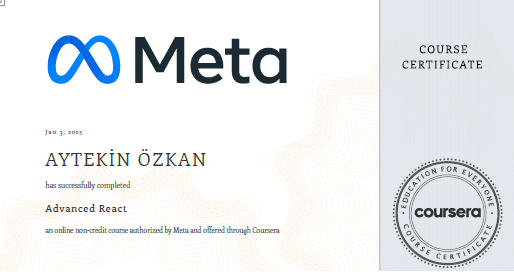 Meta
COURSE
CERTIFICATE
Jan 3, 2025
AYTEKİN ÖZKAN
has successfully completed
Advanced React
an online non-credit course authorized by Meta and offered through Coursera
EDUCATION FOR EVERYONE
coursera
COURSE CERTIFICATE